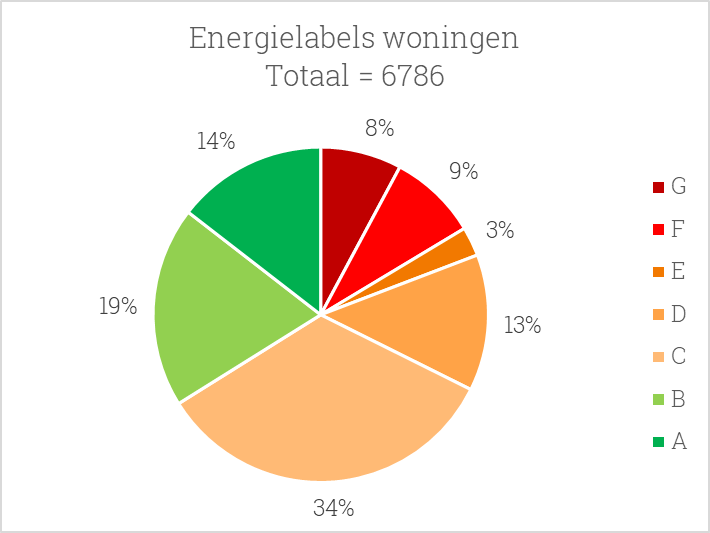 Energielabels woningen
Totaal = 6786
8%
9%
3%
13%
34%
19%
14%
G
F
E
D
C
B
A